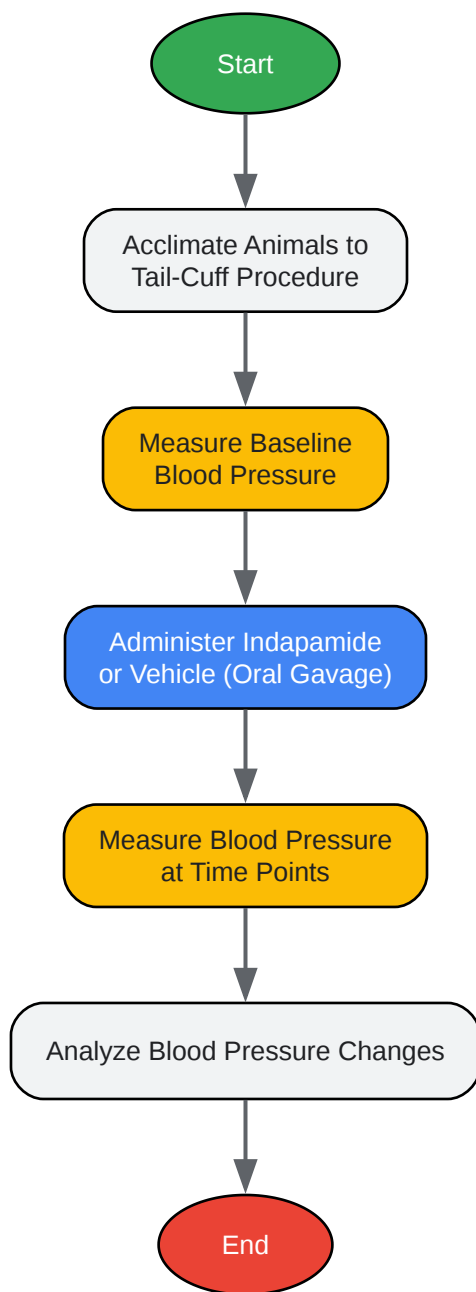 Start
Acclimate Animals to
Tail-Cuff Procedure
Measure Baseline
Blood Pressure
Administer Indapamide
or Vehicle (Oral Gavage)
Measure Blood Pressure
at Time Points
Analyze Blood Pressure Changes
End